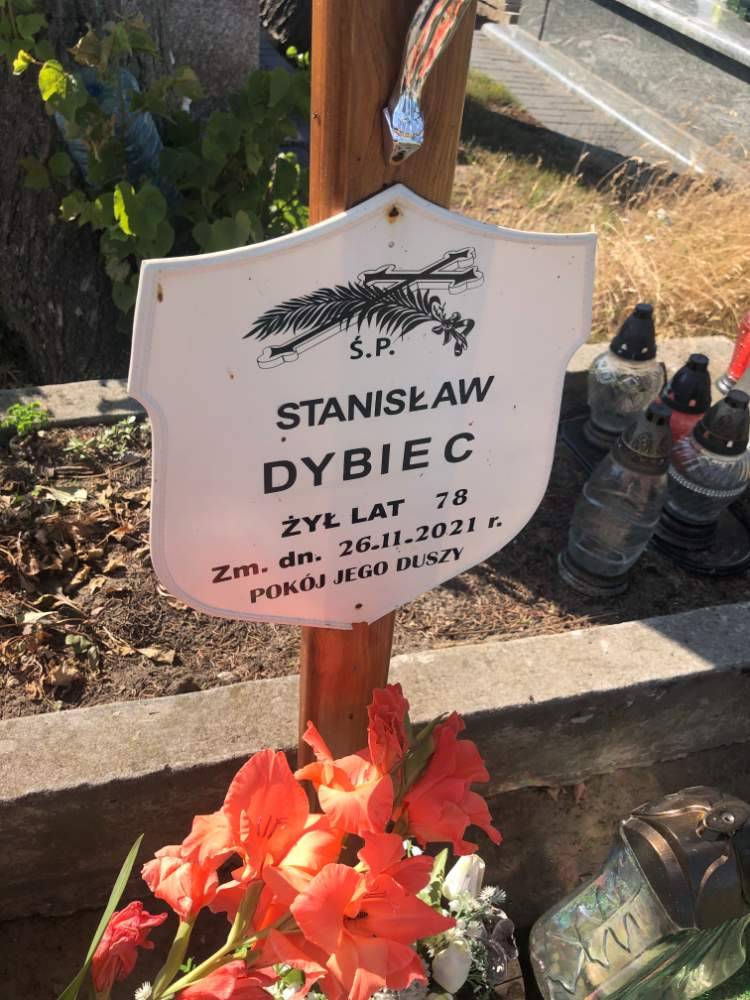 Ś.P.
STANISŁAW
DYBIEC
ŻYŁ LAT 78
Zm. dn. 26.11.2021 r.
POKÓJ JEGO DUSZY